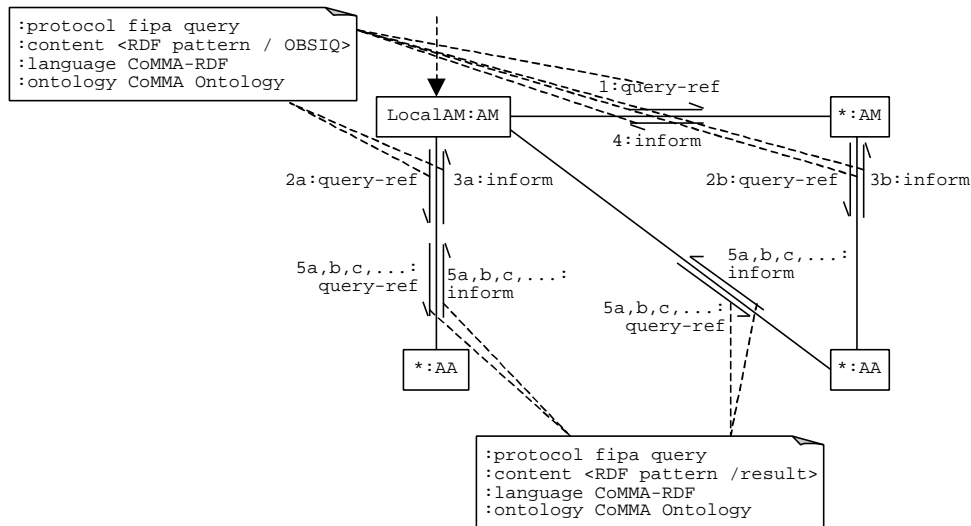 :protocol fipa query
:content <RDF pattern / OBSIQ>
:language CoMMA-RDF
:ontology CoMMA Ontology
1:query-ref
LocalAM:AM
*:AM
4:inform
2a:query-ref
3a:inform
2b:query-ref
3b:inform
5a,b,c,...:
query-ref
5a,b,c,...:
inform
5a,b,c,...:
inform
5a,b,c,...:
query-ref
*:AA
*:AA
:protocol fipa query
:content <RDF pattern /result>
:language CoMMA-RDF
:ontology CoMMA Ontology